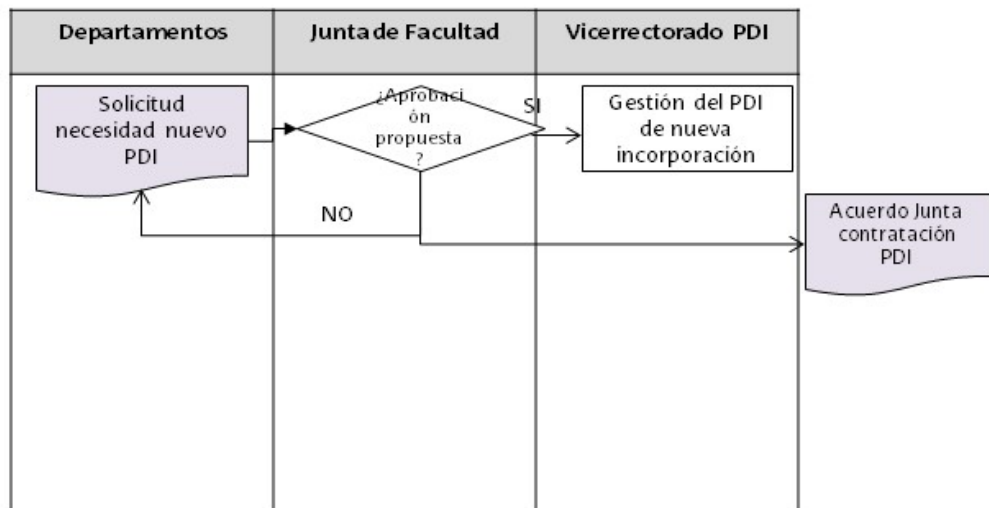 Departamentos
Junta de Facultad
Vicerrectorado PDI
Solicitud
necesidad nuevo
PDI
¿Aprobaci
ón
propuesta
?
SI
Gestión del PDI
de nueva
incorporación
NO
Acuerdo Junta
contratación
PDI